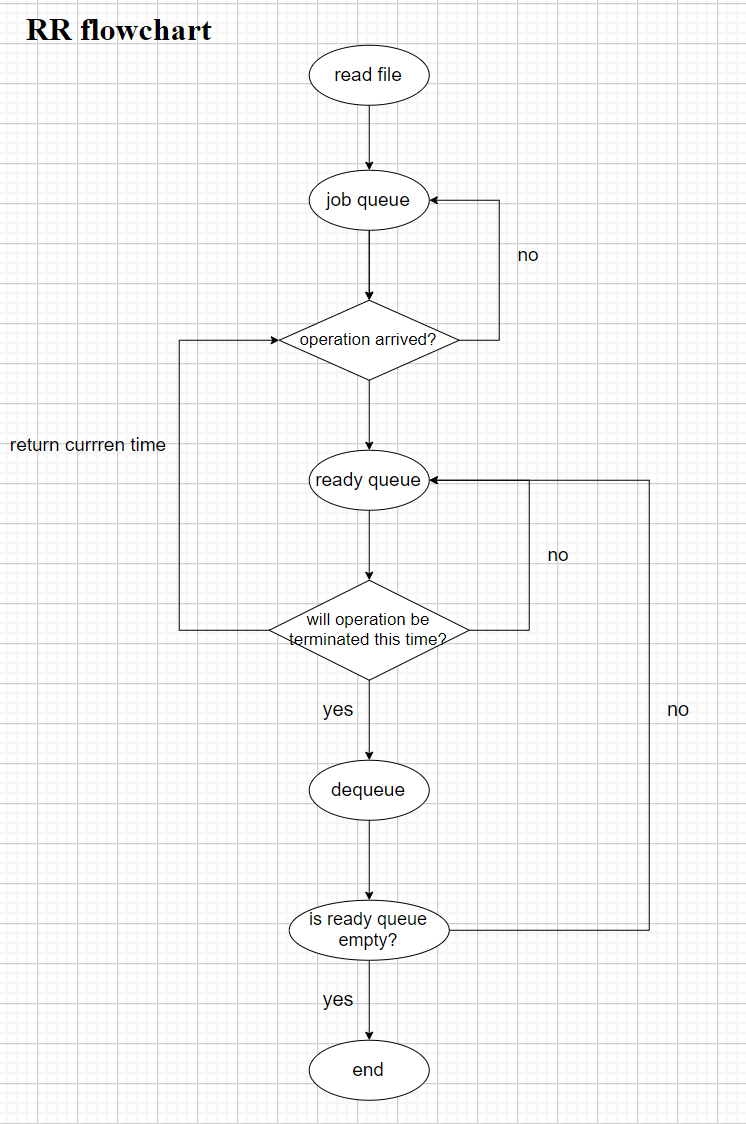 RR flowchart
read file
job queue
no
operation arrived?
return currren time
ready queue
no
will operation be
terminated this time?
yes
no
dequeue
is ready queue
empty?
yes
end